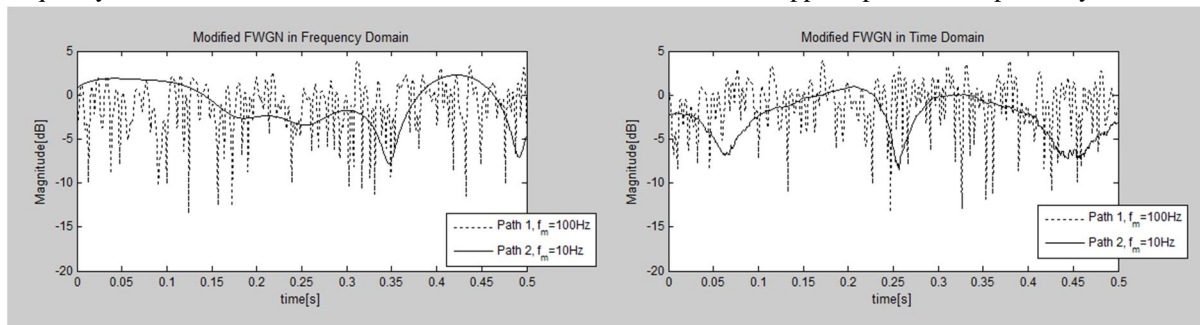 Modified FWGN in Frequency Domain
5
0
-5
-10
-15
-20
Magnitude[dB]
0 0.05 0.1 0.15 0.2 0.25 0.3 0.35 0.4 0.45 0.5
time[s]
Path 1, f_m=100Hz
Path 2, f_m=10Hz
Modified FWGN in Time Domain
5
0
-5
-10
-15
-20
Magnitude[dB]
0 0.05 0.1 0.15 0.2 0.25 0.3 0.35 0.4 0.45 0.5
time[s]
Path 1, f_m=100Hz
Path 2, f_m=10Hz